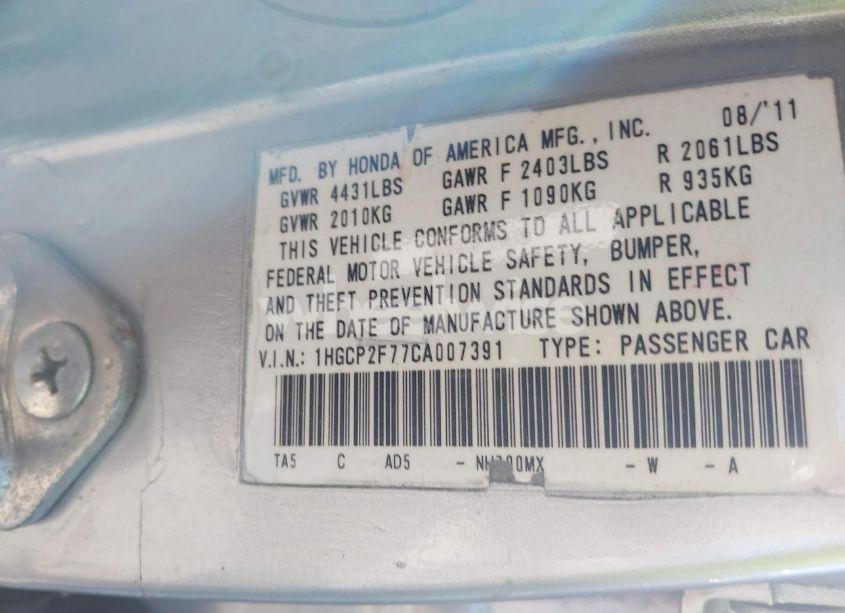 08/'11
MFD. BY HONDA OF AMERICA MFG., INC.
GVWR 4431LBS GAWR F 2403LBS R 2061LBS
GVWR 2010KG GAWR F 1090KG R 935KG
THIS VEHICLE CONFORMS TO ALL APPLICABLE
FEDERAL MOTOR VEHICLE SAFETY, BUMPER,
AND THEFT PREVENTION STANDARDS IN EFFECT
ON THE DATE OF MANUFACTURE SHOWN ABOVE.
V.I.N.: 1HGCP2F77CA007391 TYPE: PASSENGER CAR
TA5 C AD5 - - W - A